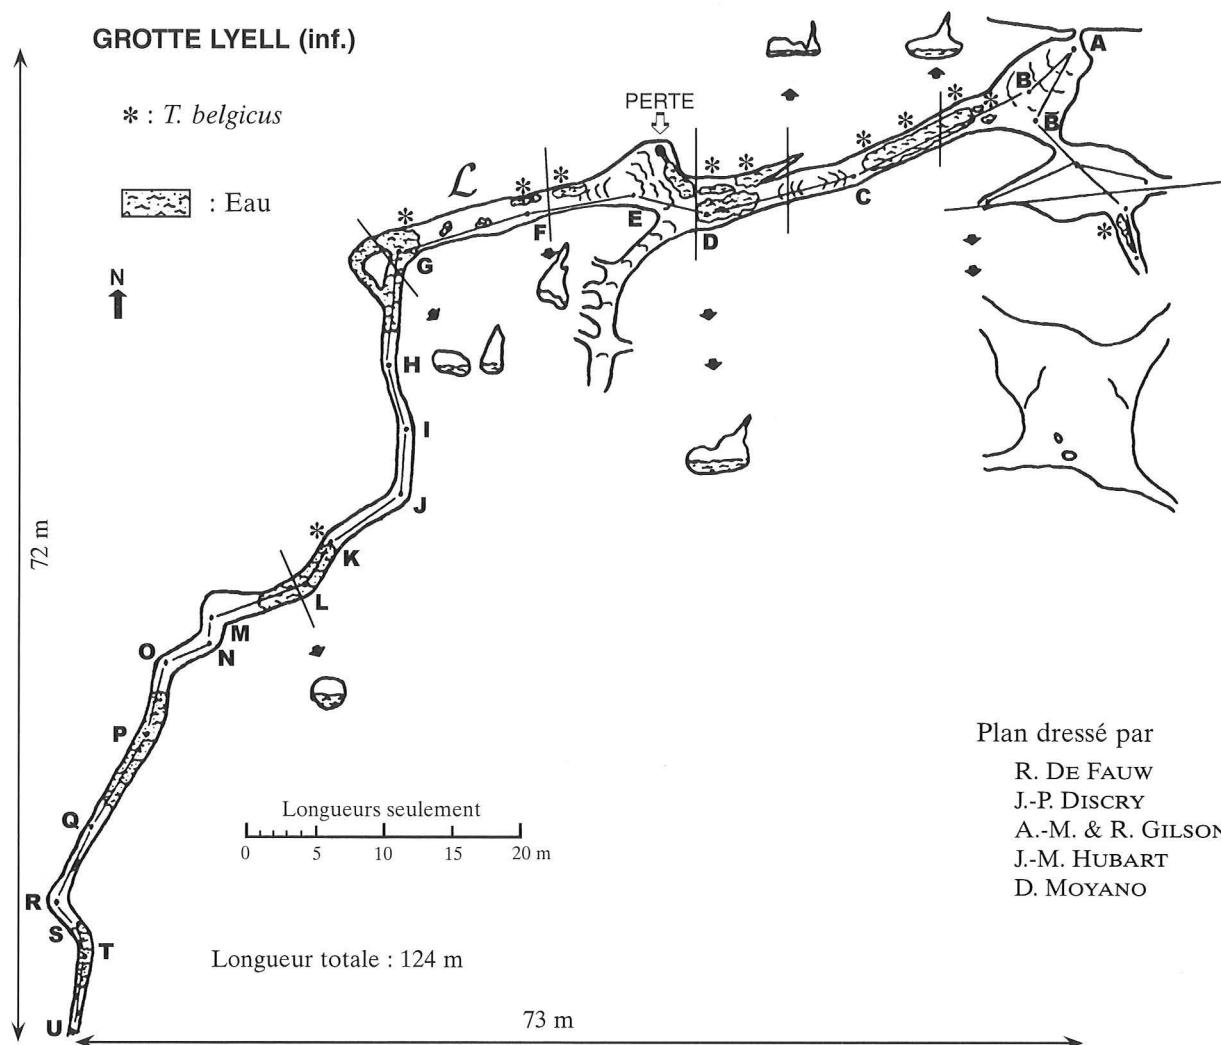 GROTTE LYELL (inf.)
* : T. belgicus
: Eau
N
PERTE
ℒ
A
B
B̄
C
D
E
F
G
H
I
J
K
L
M
N
O
P
Q
R
S
T
U
72 m
73 m
Longueurs seulement
0 5 10 15 20 m
Longueur totale : 124 m
Plan dressé par
R. DE FAUW
J.-P. DISCRY
A.-M. & R. GILSON
J.-M. HUBART
D. MOYANO